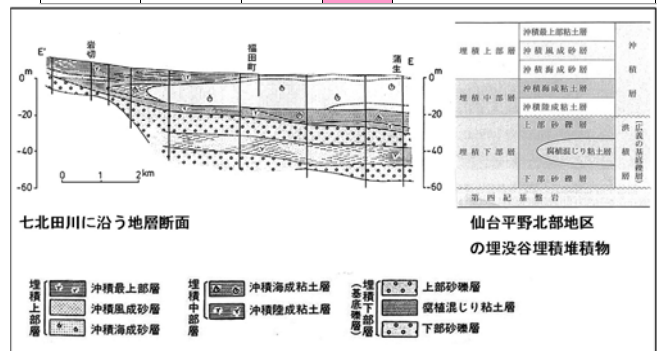 E'
岩切
福田町
蒲生
E
0m
-20
-40
-60
0m
-20
-40
-60
0 1 2 km
七北田川に沿う地層断面
埋積上部層
沖積最上部粘土層
沖積風成砂層
沖積海成砂層
沖積層
埋積中部層
沖積海成粘土層
沖積陸成粘土層
埋積下部層
上部砂礫層
腐植混じり粘土層
下部砂礫層
洪積層
(広義の基底礫層)
第四紀基盤岩
仙台平野北部地区
の埋没谷埋積堆積物
埋積上部層
沖積最上部層
沖積風成砂層
沖積海成砂層
埋積中部層
沖積海成粘土層
沖積陸成粘土層
埋積下部層
(基底礫層)
上部砂礫層
腐植混じり粘土層
下部砂礫層